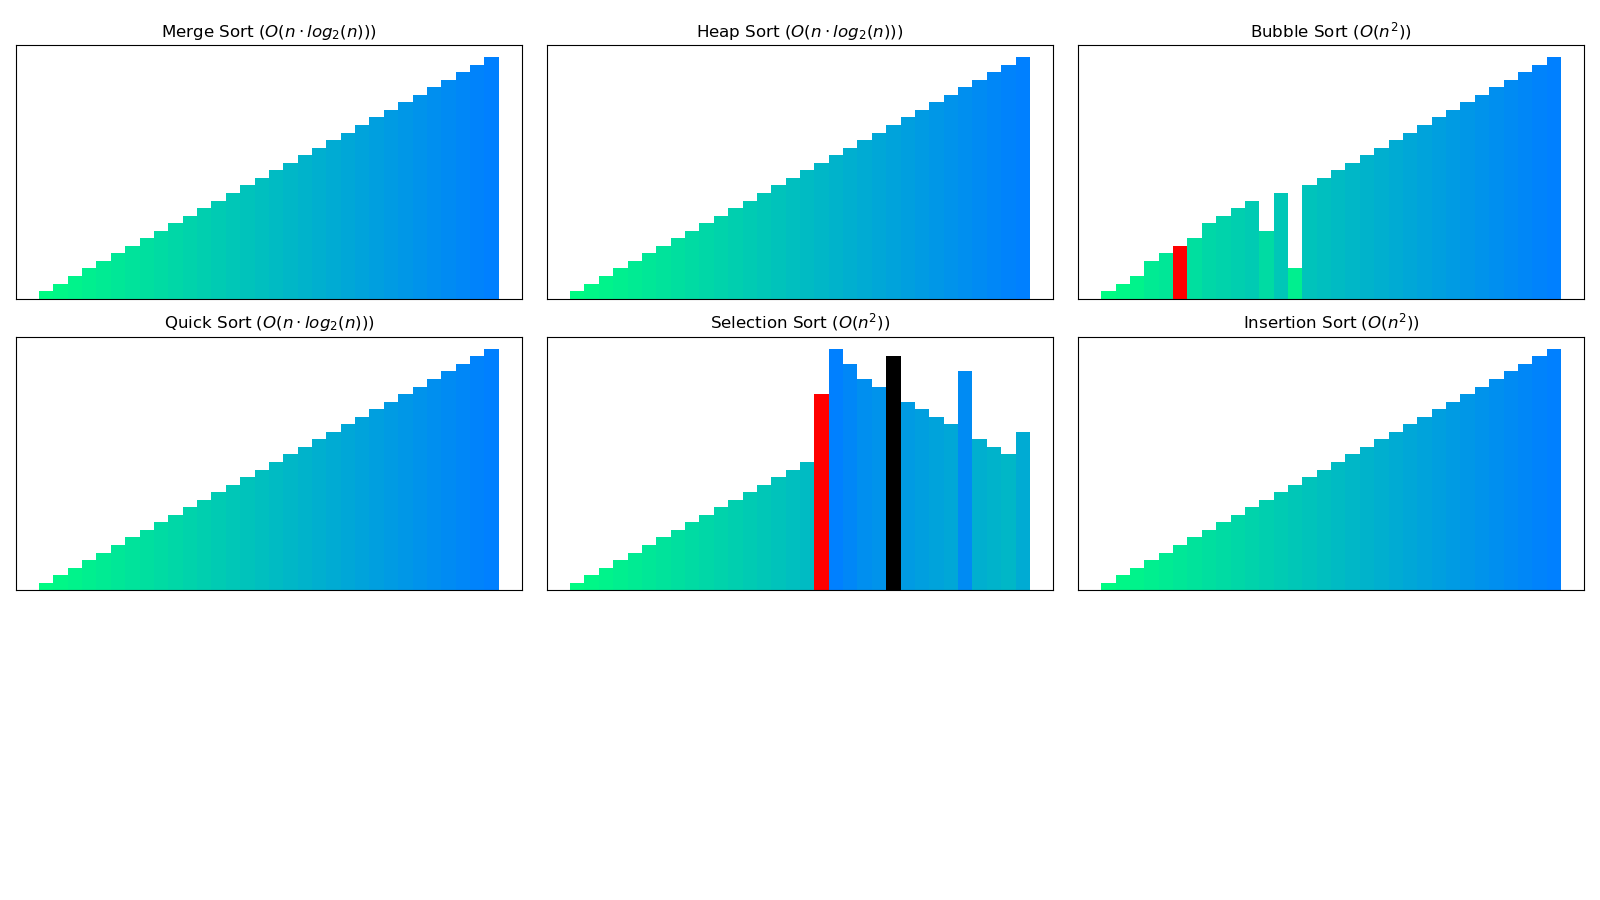 Merge Sort (O(n · log₂(n)))
Heap Sort (O(n · log₂(n)))
Bubble Sort (O(n²))
Quick Sort (O(n · log₂(n)))
Selection Sort (O(n²))
Insertion Sort (O(n²))